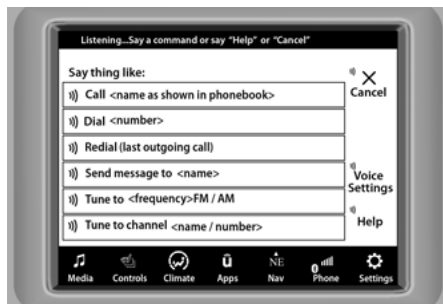 Listening...Say a command or say "Help" or "Cancel"
Say thing like:
Call <name as shown in phonebook>
Dial <number>
Redial (last outgoing call)
Send message to <name>
Tune to <frequency>FM / AM
Tune to channel <name / number>
Cancel
Voice
Settings
Help
NE
0
Media Controls Climate Apps Nav Phone Settings